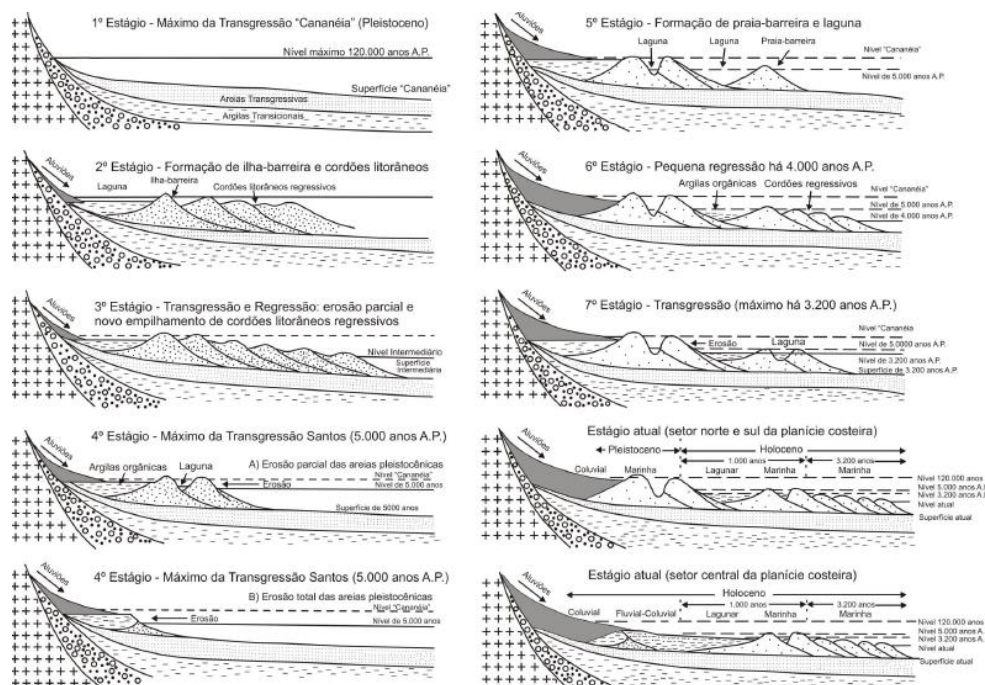 1º Estágio - Máximo da Transgressão "Cananéia" (Pleistoceno)
Nível máximo 120.000 anos A.P.
Superfície "Cananéia"
Areias Transgressivas
Argilas Transicionais
2º Estágio - Formação de ilha-barreira e cordões litorâneos
Aluviões
Laguna
Ilha-barreira
Cordões litorâneos regressivos
3º Estágio - Transgressão e Regressão: erosão parcial e
novo empilhamento de cordões litorâneos regressivos
Aluviões
Nível Intermediário
Superfície
Intermediária
4º Estágio - Máximo da Transgressão Santos (5.000 anos A.P.)
Aluviões
A) Erosão parcial das areias pleistocênicas
Argilas orgânicas
Laguna
Nível "Cananéia"
Erosão
Nível de 5.000 anos
Superfície de 5000 anos
4º Estágio - Máximo da Transgressão Santos (5.000 anos A.P.)
Aluviões
B) Erosão total das areias pleistocênicas
Nível "Cananéia"
Erosão
Nível de 5.000 anos
5º Estágio - Formação de praia-barreira e laguna
Aluviões
Laguna
Laguna
Praia-barreira
Nível "Cananéia"
Nível de 5.000 anos A.P.
6º Estágio - Pequena regressão há 4.000 anos A.P.
Aluviões
Argilas orgânicas
Cordões regressivos
Nível "Cananéia"
Nível de 5.000 anos A.P.
Nível de 4.000 anos A.P.
7º Estágio - Transgressão (máximo há 3.200 anos A.P.)
Aluviões
Nível "Cananéia
Erosão
Laguna
Nível de 5.0000 anos A.P.
Nível de 3.200 anos A.P.
Superfície de 3.200 anos A.P.
Estágio atual (setor norte e sul da planície costeira)
Aluviões
Pleistoceno
Holoceno
1.000 anos
3.200 anos
Coluvial
Marinha
Lagunar
Marinha
Marinha
Nível 120.000 anos
Nível 5.000 anos A.P.
Nível 3.200 anos A.P.
Nível atual
Superfície atual
Estágio atual (setor central da planície costeira)
Aluviões
Holoceno
1.000 anos
3.200 anos
Coluvial
Fluvial-Coluvial
Lagunar
Marinha
Marinha
Nível 120.000 anos
Nível 5.000 anos A.
Nível 3.200 anos A.P.
Nível atual
Superfície atual